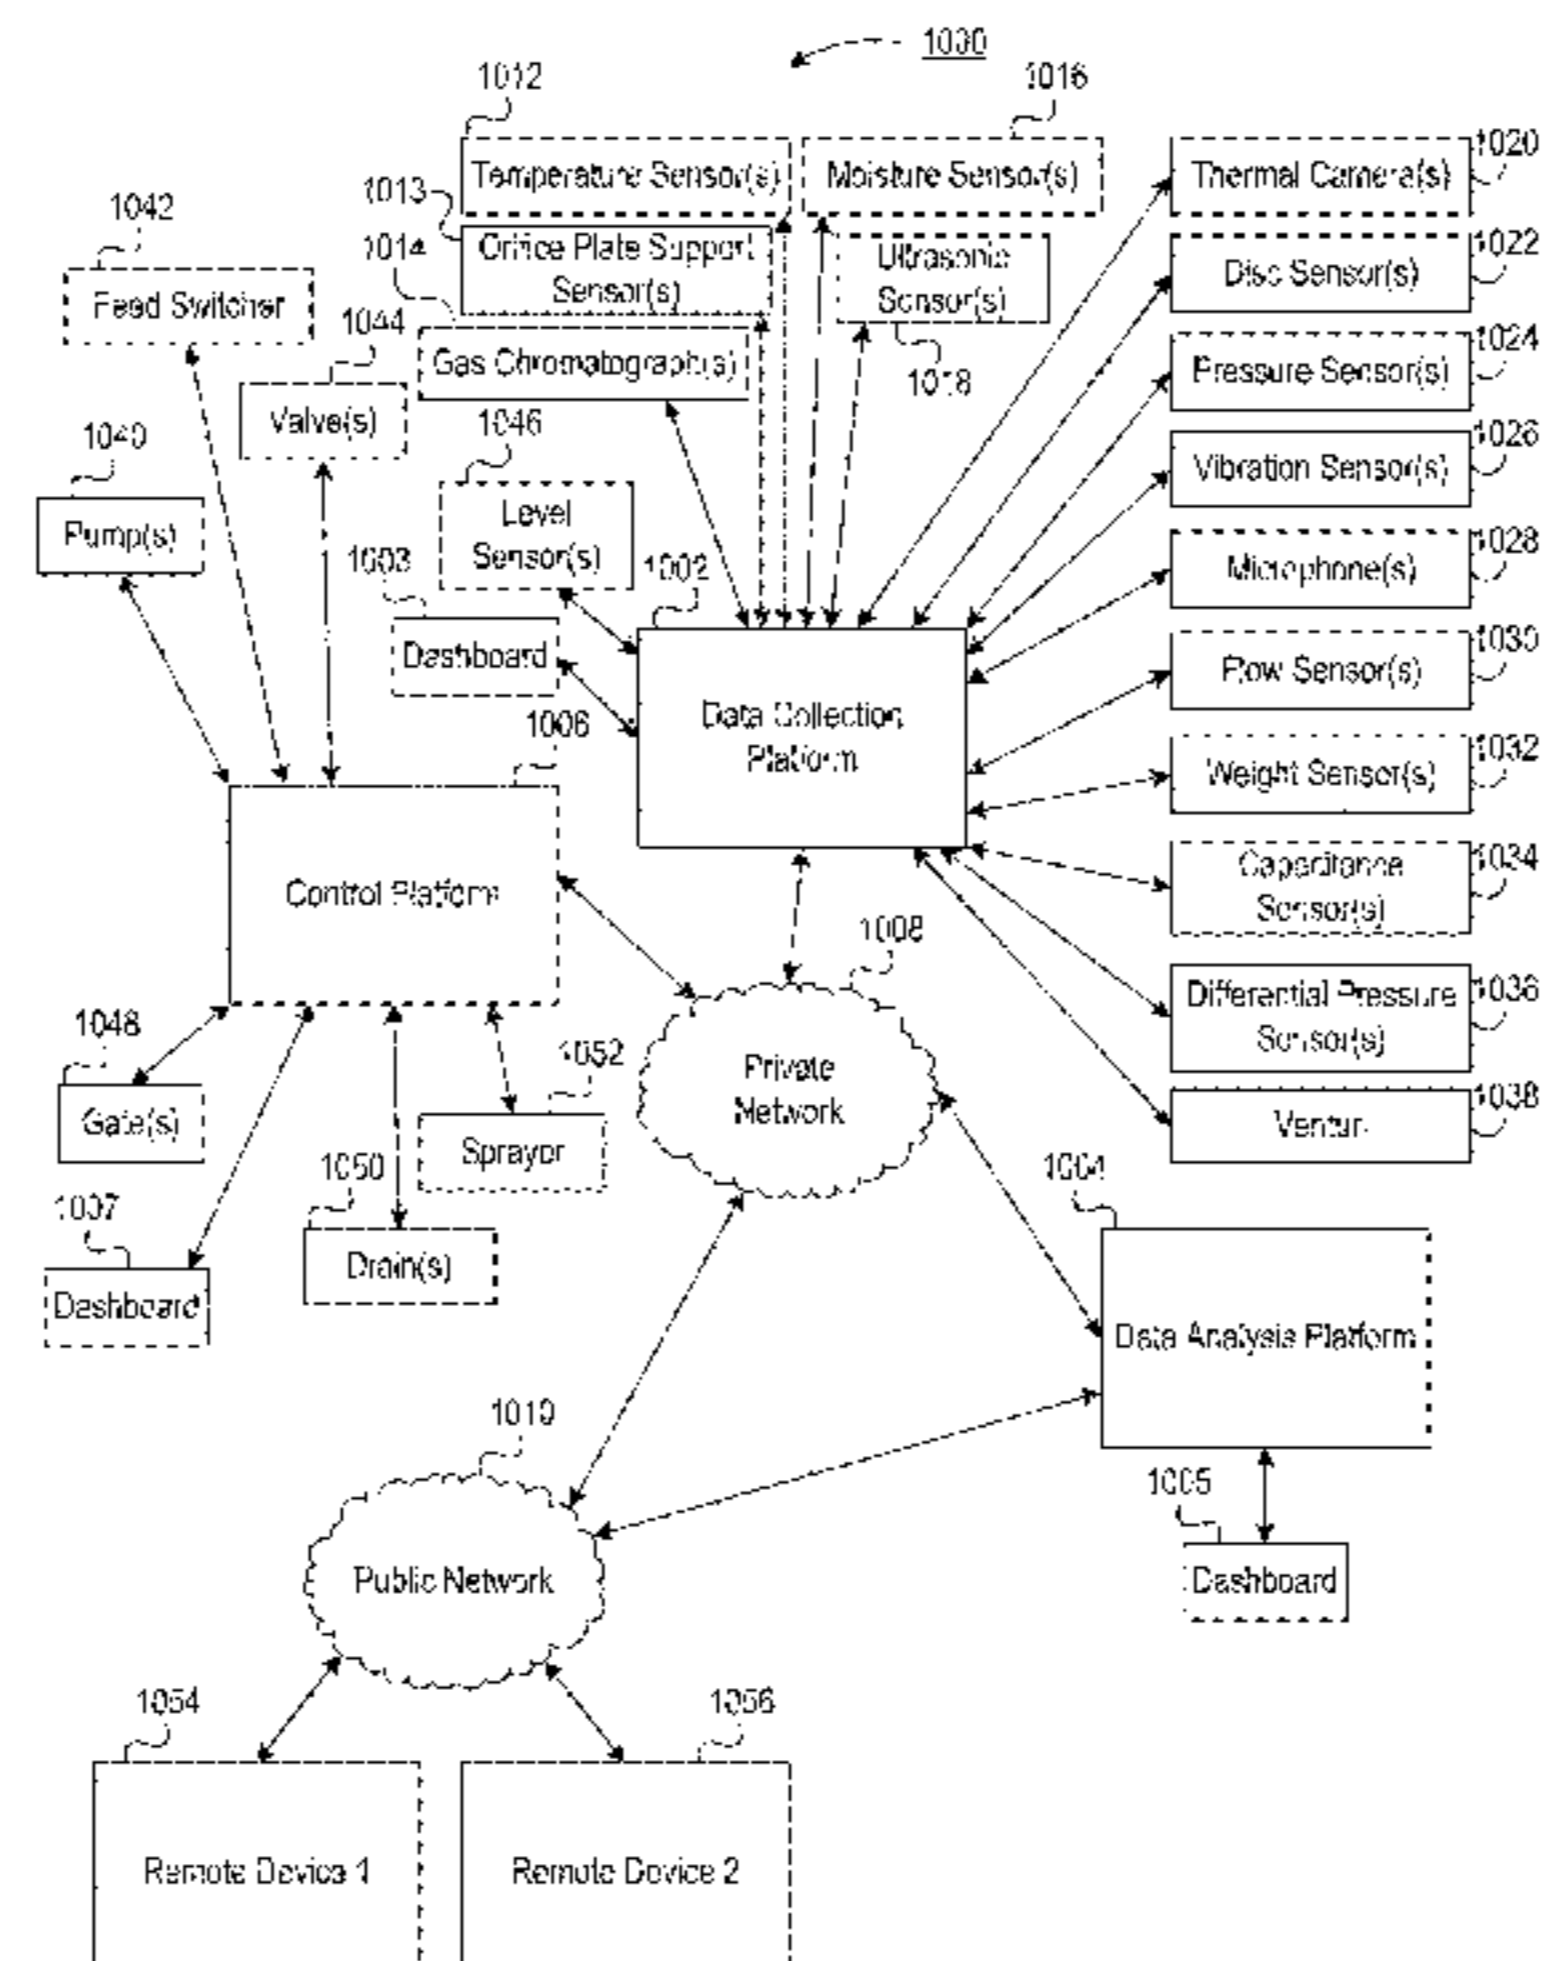 1000
1012
1016
Temperature Sensor(s)
Moisture Sensor(s)
Thermal Camera(s)
1020
1013
1042
1014
Orifice Plate Support
Sensor(s)
Ultrasonic
Sensor(s)
Disc Sensor(s)
1022
Feed Switcher
1044
Gas Chromatograph(s)
1018
Pressure Sensor(s)
1024
Valve(s)
1046
1040
Vibration Sensor(s)
1026
Pump(s)
Level
Sensor(s)
1003
1002
Microphone(s)
1028
Dashboard
Flow Sensor(s)
1030
1006
Data Collection
Platform
Weight Sensor(s)
1032
Control Platform
Capacitance
Sensor(s)
1034
1008
Differential Pressure
Sensor(s)
1036
1048
1052
Private
Network
Gate(s)
Sprayer
Venturi
1038
1007
1050
1004
Dashboard
Drain(s)
Data Analysis Platform
1010
1005
Public Network
Dashboard
1054
1056
Remote Device 1
Remote Device 2